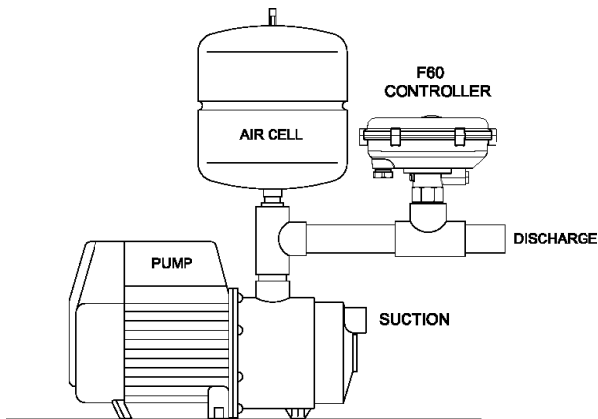 F60
CONTROLLER
AIR CELL
DISCHARGE
PUMP
SUCTION